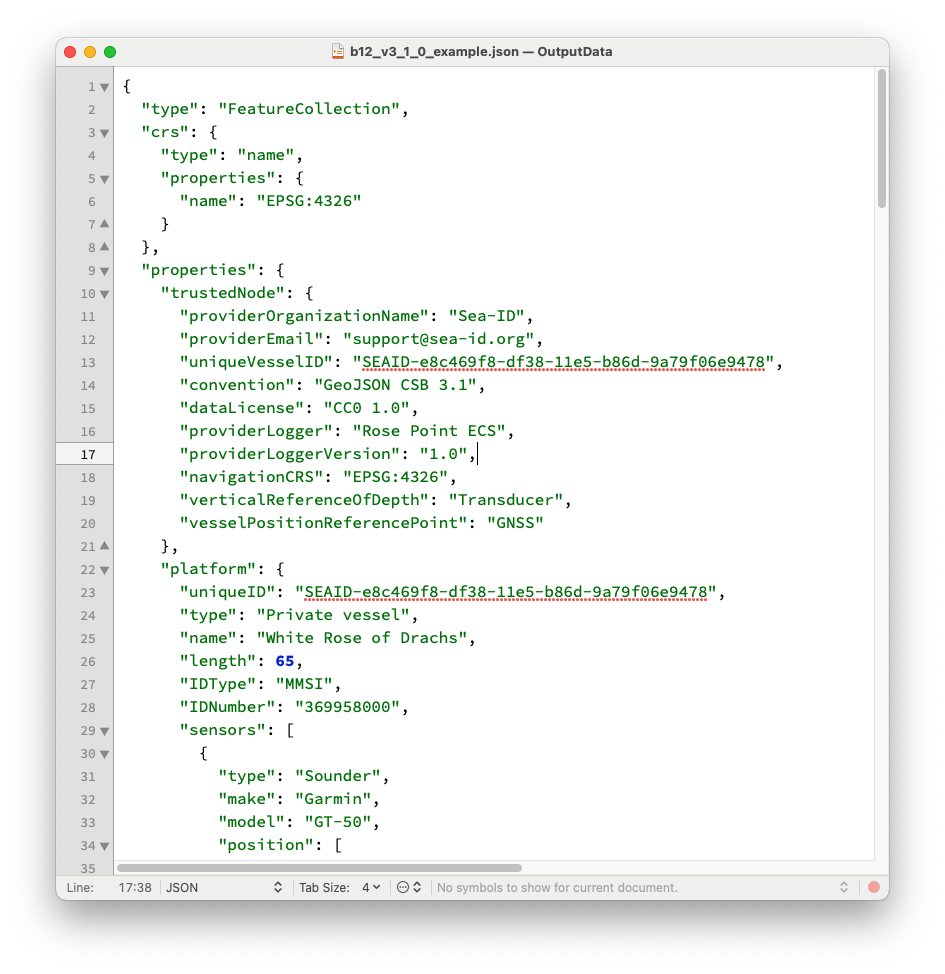 b12_v3_1_0_example.json — OutputData
1 {
2 "type": "FeatureCollection",
3 "crs": {
4 "type": "name",
5 "properties": {
6 "name": "EPSG:4326"
7 }
8 },
9 "properties": {
10 "trustedNode": {
11 "providerOrganizationName": "Sea-ID",
12 "providerEmail": "support@sea-id.org",
13 "uniqueVesselID": "SEAID-e8c469f8-df38-11e5-b86d-9a79f06e9478",
14 "convention": "GeoJSON CSB 3.1",
15 "dataLicense": "CC0 1.0",
16 "providerLogger": "Rose Point ECS",
17 "providerLoggerVersion": "1.0",
18 "navigationCRS": "EPSG:4326",
19 "verticalReferenceOfDepth": "Transducer",
20 "vesselPositionReferencePoint": "GNSS"
21 },
22 "platform": {
23 "uniqueID": "SEAID-e8c469f8-df38-11e5-b86d-9a79f06e9478",
24 "type": "Private vessel",
25 "name": "White Rose of Drachs",
26 "length": 65,
27 "IDType": "MMSI",
28 "IDNumber": "369958000",
29 "sensors": [
30 {
31 "type": "Sounder",
32 "make": "Garmin",
33 "model": "GT-50",
34 "position": [
35
Line: 17:38 JSON Tab Size: 4 No symbols to show for current document.